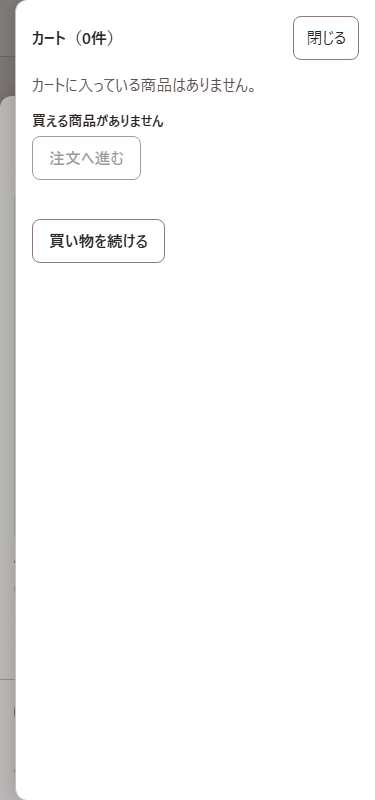 カート（0件）
閉じる
カートに入っている商品はありません。
買える商品がありません
注文へ進む
買い物を続ける